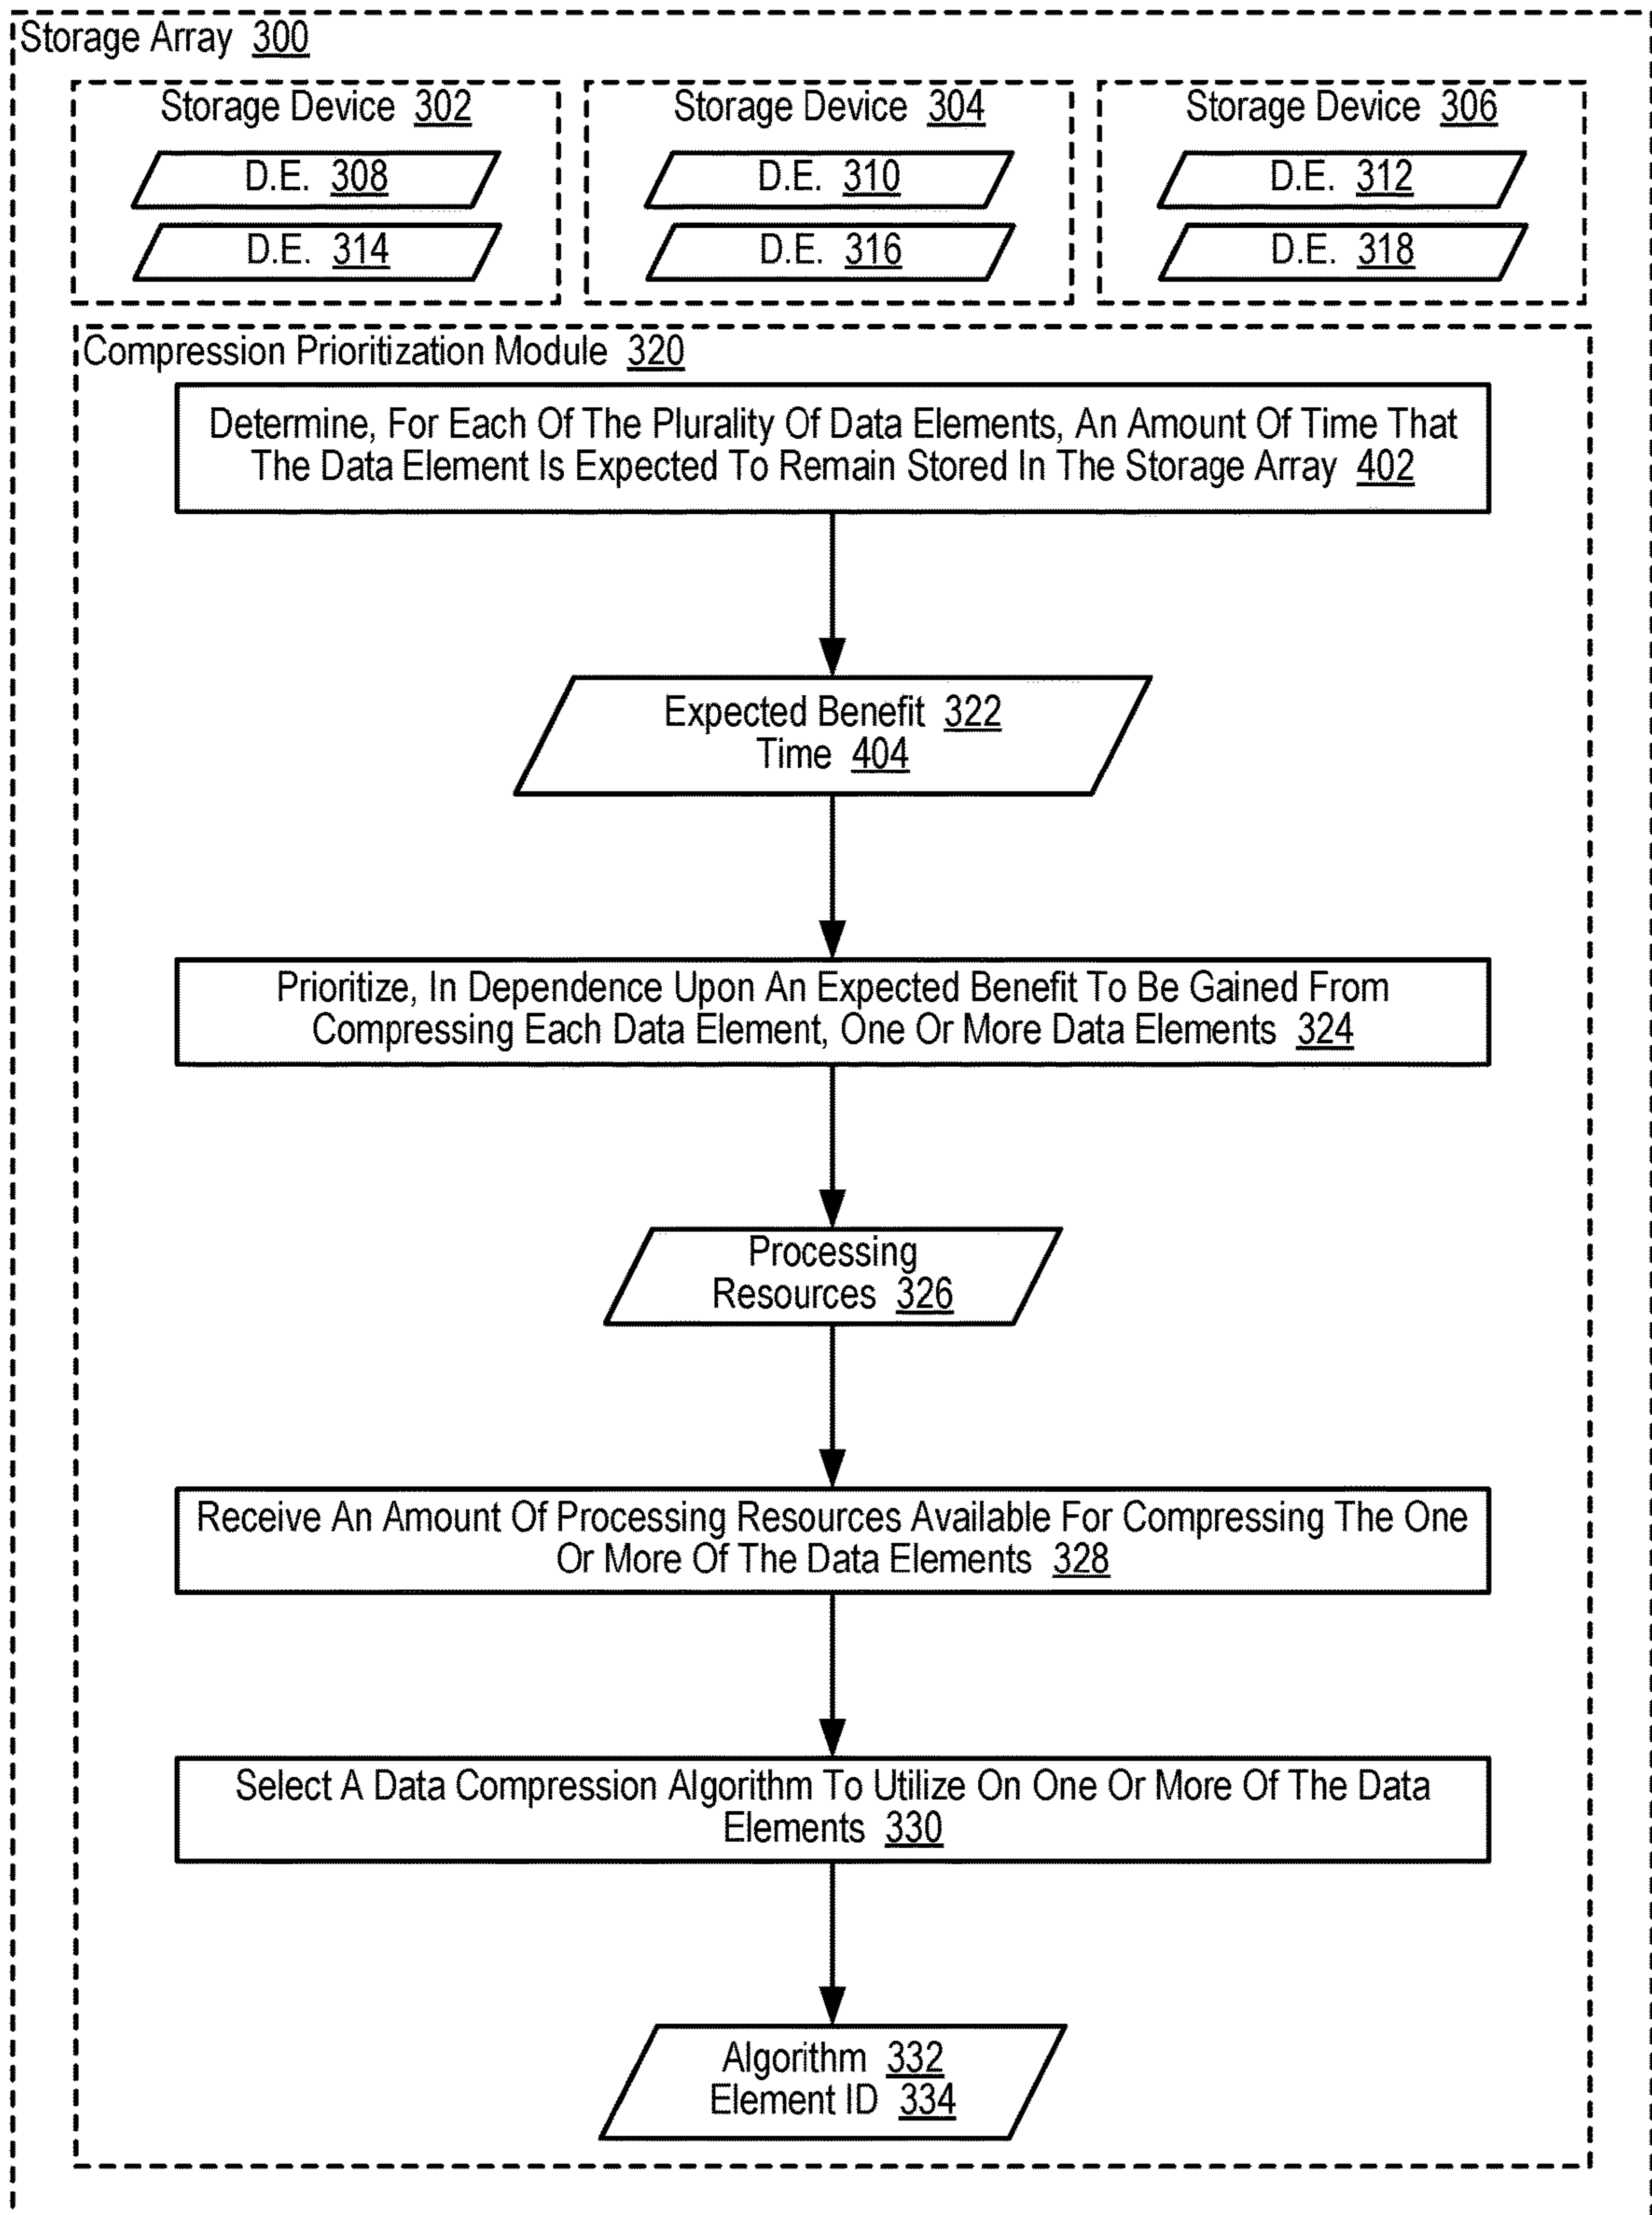 Storage Array 300
Storage Device 302
D.E. 308
D.E. 314
Storage Device 304
D.E. 310
D.E. 316
Storage Device 306
D.E. 312
D.E. 318
Compression Prioritization Module 320
Determine, For Each Of The Plurality Of Data Elements, An Amount Of Time That
The Data Element Is Expected To Remain Stored In The Storage Array 402
Expected Benefit 322
Time 404
Prioritize, In Dependence Upon An Expected Benefit To Be Gained From
Compressing Each Data Element, One Or More Data Elements 324
Processing
Resources 326
Receive An Amount Of Processing Resources Available For Compressing The One
Or More Of The Data Elements 328
Select A Data Compression Algorithm To Utilize On One Or More Of The Data
Elements 330
Algorithm 332
Element ID 334